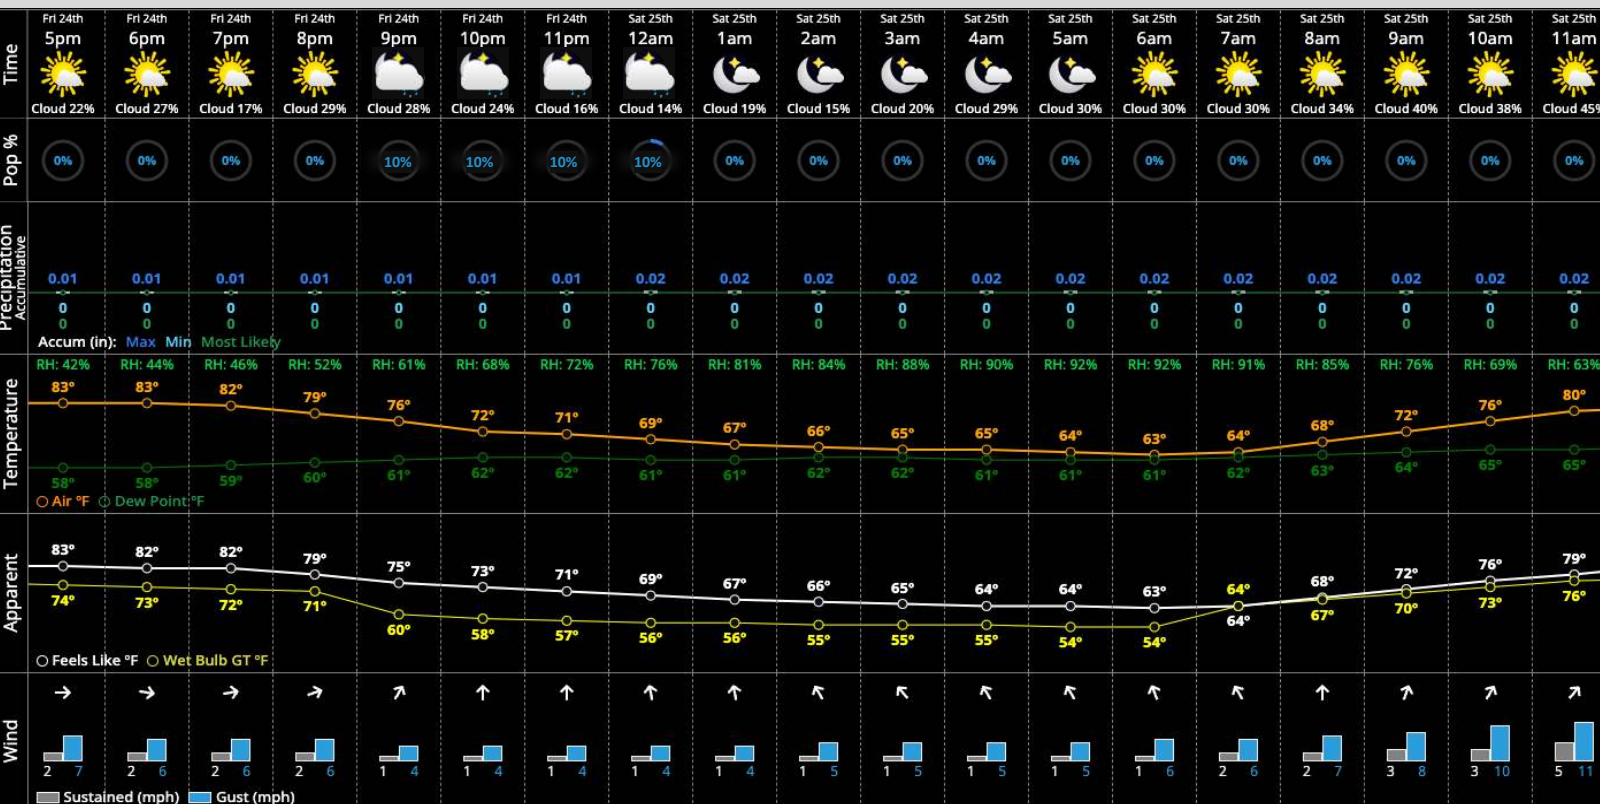 Fri 24th Fri 24th Fri 24th Fri 24th Fri 24th Fri 24th Fri 24th Sat 25th Sat 25th Sat 25th Sat 25th Sat 25th Sat 25th Sat 25th Sat 25th Sat 25th Sat 25th Sat 25th Sat 25th
5pm 6pm 7pm 8pm 9pm 10pm 11pm 12am 1am 2am 3am 4am 5am 6am 7am 8am 9am 10am 11am
Time
Cloud 22% Cloud 27% Cloud 17% Cloud 29% Cloud 28% Cloud 24% Cloud 16% Cloud 14% Cloud 19% Cloud 15% Cloud 20% Cloud 29% Cloud 30% Cloud 30% Cloud 30% Cloud 34% Cloud 40% Cloud 38% Cloud 45%
Pop %
0% 0% 0% 0% 10% 10% 10% 10% 0% 0% 0% 0% 0% 0% 0% 0% 0% 0% 0%
Precipitation
Accumulative
0.01 0.01 0.01 0.01 0.01 0.01 0.01 0.02 0.02 0.02 0.02 0.02 0.02 0.02 0.02 0.02 0.02 0.02 0.02
0 0 0 0 0 0 0 0 0 0 0 0 0 0 0 0 0 0 0
0 0 0 0 0 0 0 0 0 0 0 0 0 0 0 0 0 0 0
Accum (in): Max Min Most Likely
RH: 42% RH: 44% RH: 46% RH: 52% RH: 61% RH: 68% RH: 72% RH: 76% RH: 81% RH: 84% RH: 88% RH: 90% RH: 92% RH: 92% RH: 91% RH: 85% RH: 76% RH: 69% RH: 63%
Temperature
83° 83° 82° 79° 76° 72° 71° 69° 67° 66° 65° 65° 64° 63° 64° 68° 72° 76° 80°
58° 58° 59° 60° 61° 62° 62° 61° 61° 62° 62° 61° 61° 61° 62° 63° 64° 65° 65°
Air °F Dew Point °F
Apparent
83° 82° 82° 79° 75° 73° 71° 69° 67° 66° 65° 64° 64° 63° 64° 68° 72° 76° 79°
74° 73° 72° 71° 60° 58° 57° 56° 56° 55° 55° 55° 54° 54° 64° 67° 70° 73° 76°
Feels Like °F Wet Bulb GT °F
Wind
2 7 2 6 2 6 2 6 1 4 1 4 1 4 1 4 1 4 1 5 1 5 1 5 1 5 1 6 2 6 2 7 3 8 3 10 5 11
Sustained (mph) Gust (mph)